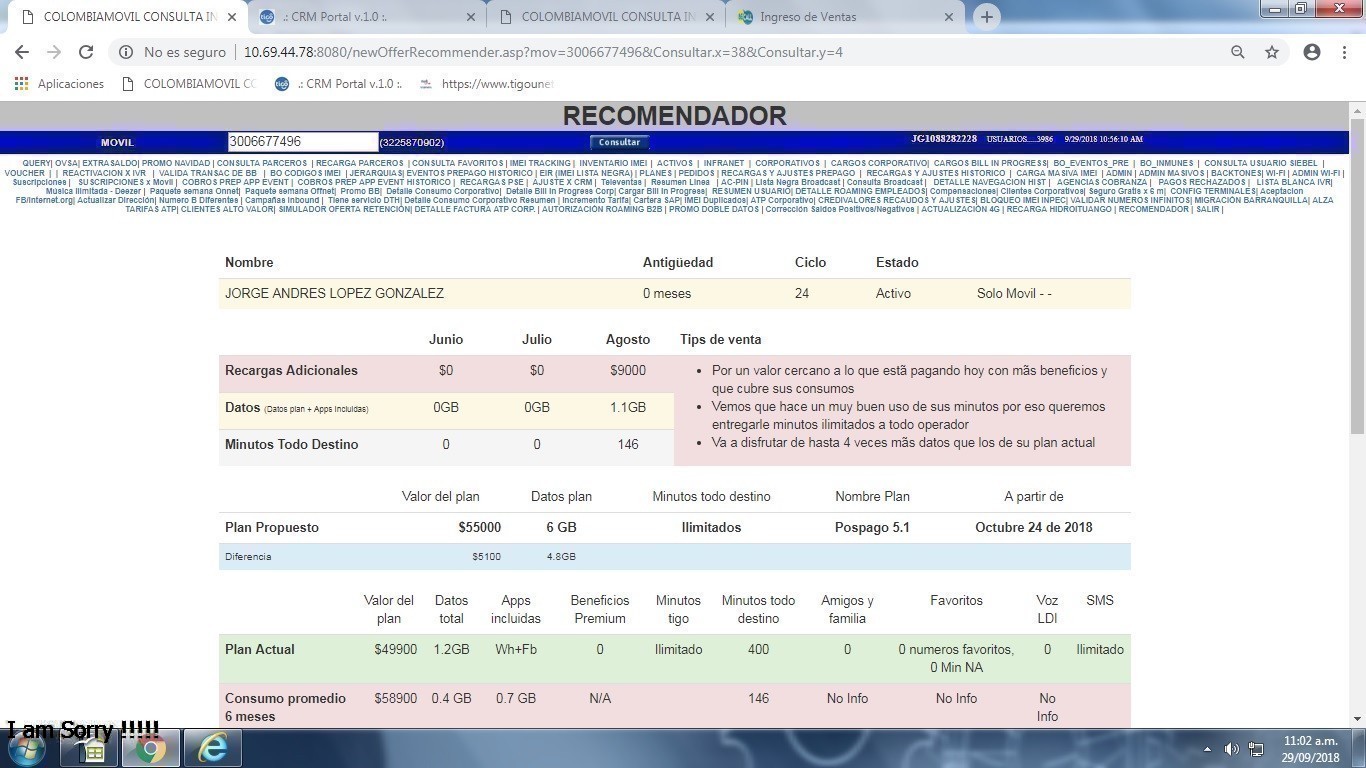 COLOMBIAMOVIL CONSULTA IN
.: CRM Portal v.1.0 :.
COLOMBIAMOVIL CONSULTA IN
Ingreso de Ventas
No es seguro
10.69.44.78:8080/newOfferRecommender.asp?mov=3006677496&Consultar.x=38&Consultar.y=4
Aplicaciones
COLOMBIAMOVIL CO
.: CRM Portal v.1.0 :.
https://www.tigoune
RECOMENDADOR
MOVIL
3006677496
(3225870902)
Consultar
JG1088282228 USUARIOS.....3986 9/29/2018 10:56:10 AM
QUERY| OVSA| EXTRASALDO| PROMO NAVIDAD | CONSULTA PARCEROS | RECARGA PARCEROS | CONSULTA FAVORITOS | IMEI TRACKING | INVENTARIO IMEI | ACTIVOS | INFRANET | CORPORATIVOS | CARGOS CORPORATIVO| CARGOS BILL IN PROGRESS| BO_EVENTOS_PRE | BO_INMUNES | CONSULTA USUARIO SIEBEL |
VOUCHER | | REACTIVACION X IVR | VALIDA TRANSAC DE BB | BO CODIGOS IMEI |JERARQUIAS| EVENTOS PREPAGO HISTORICO | EIR (IMEI LISTA NEGRA) | PLANES | PEDIDOS | RECARGAS Y AJUSTES PREPAGO | RECARGAS Y AJUSTES HISTORICO | CARGA MASIVA IMEI | ADMIN | ADMIN MASIVOS | BACKTONES| WI-FI | ADMIN WI-FI |
Suscripciones | SUSCRIPCIONES x Movil | COBROS PREP APP EVENT | COBROS PREP APP EVENT HISTORICO | RECARGAS PSE | AJUSTE X CRM | Televentas | Resumen Linea | AC-PIN | Lista Negra Broadcast | Consulta Broadcast | DETALLE NAVEGACION HIST | AGENCIAS COBRANZA | PAGOS RECHAZADOS | LISTA BLANCA IVR|
Musica Ilimitada - Deezer | Paquete semana Onnet| Paquete semana Offnet| Promo BB| Detalle Consumo Corporativo| Detalle Bill In Progress Corp| Cargar Bill In Progress| RESUMEN USUARIO| DETALLE ROAMING EMPLEADOS| Compensaciones| Clientes Corporativos| Seguro Gratis x 6 m| CONFIG TERMINALES| Aceptacion
FB/internet.org| Actualizar Dirección| Numero B Diferentes | Campañas Inbound | Tiene servicio DTH| Detalle Consumo Corporativo Resumen | Incremento Tarifa| Cartera SAP| IMEI Duplicados| ATP Corporativo| CREDIVALORES RECAUDOS Y AJUSTES| BLOQUEO IMEI INPEC| VALIDAR NUMEROS INFINITOS| MIGRACIÓN BARRANQUILLA| ALZA
TARIFAS ATP| CLIENTES ALTO VALOR| SIMULADOR OFERTA RETENCIÓN| DETALLE FACTURA ATP CORP. | AUTORIZACIÓN ROAMING B2B | PROMO DOBLE DATOS | Corrección Saldos Positivos/Negativos | ACTUALIZACIÓN 4G | RECARGA HIDROITUANGO | RECOMENDADOR | SALIR |
Nombre Antigüedad Ciclo Estado
JORGE ANDRES LOPEZ GONZALEZ 0 meses 24 Activo Solo Movil - -
Junio Julio Agosto Tips de venta
Recargas Adicionales $0 $0 $9000
Datos (Datos plan + Apps incluidas) 0GB 0GB 1.1GB
Minutos Todo Destino 0 0 146
• Por un valor cercano a lo que estã pagando hoy con mãs beneficios y
que cubre sus consumos
• Vemos que hace un muy buen uso de sus minutos por eso queremos
entregarle minutos ilimitados a todo operador
• Va a disfrutar de hasta 4 veces mãs datos que los de su plan actual
Valor del plan Datos plan Minutos todo destino Nombre Plan A partir de
Plan Propuesto $55000 6 GB Ilimitados Pospago 5.1 Octubre 24 de 2018
Diferencia $5100 4.8GB
Valor del Datos Apps Beneficios Minutos Minutos todo Amigos y Favoritos Voz SMS
plan total incluidas Premium tigo destino familia LDI
Plan Actual $49900 1.2GB Wh+Fb 0 Ilimitado 400 0 0 numeros favoritos, 0 Ilimitado
0 Min NA
Consumo promedio $58900 0.4 GB 0.7 GB N/A 146 No Info No Info No
6 meses Info
I am Sorry !!!!!
11:02 a.m.
29/09/2018